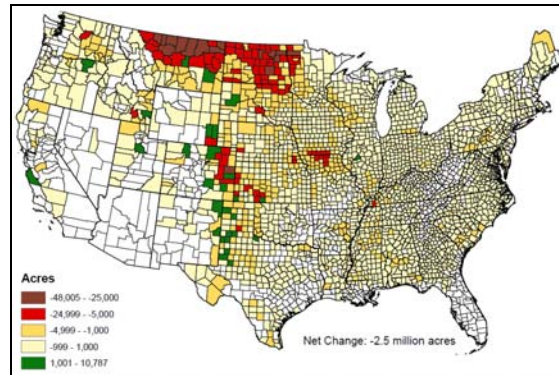 Acres
-48,005 - -25,000
-24,999 - -5,000
-4,999 - -1,000
-999 - 1,000
1,001 - 10,787
Net Change: -2.5 million acres